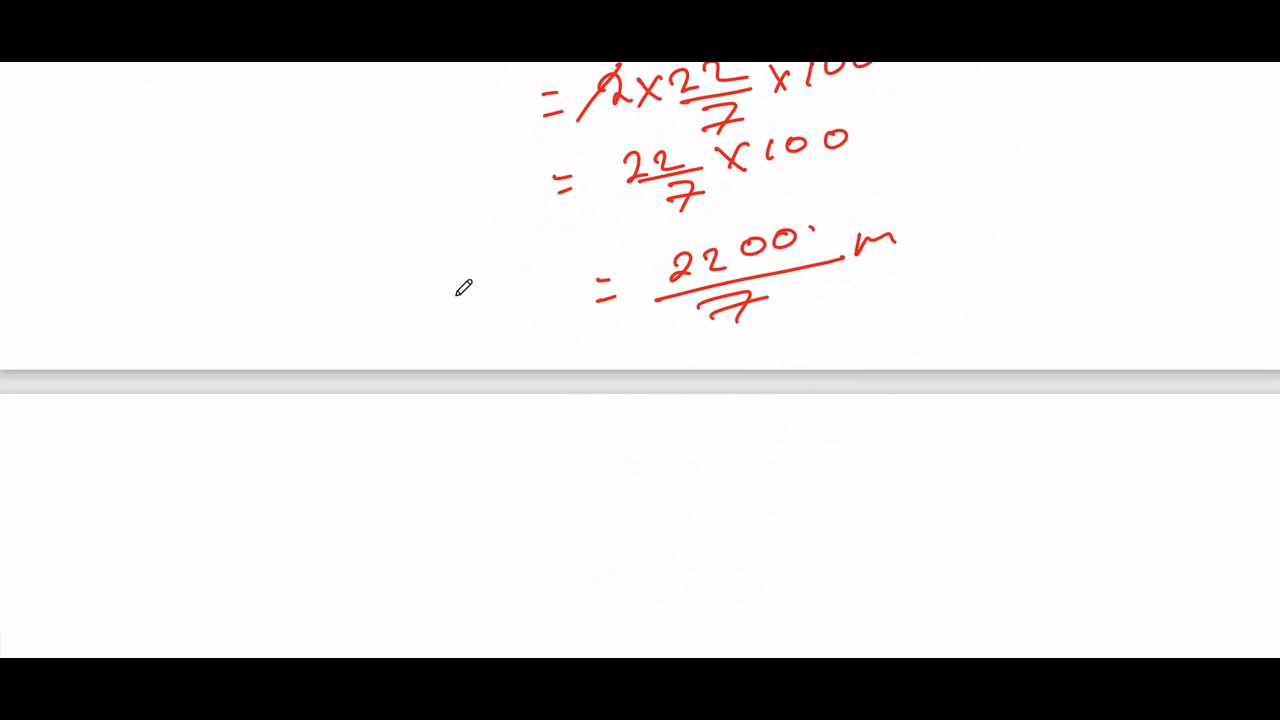 = 2 × 22/7 × 100
= 22/7 × 100
= 2200/7 m